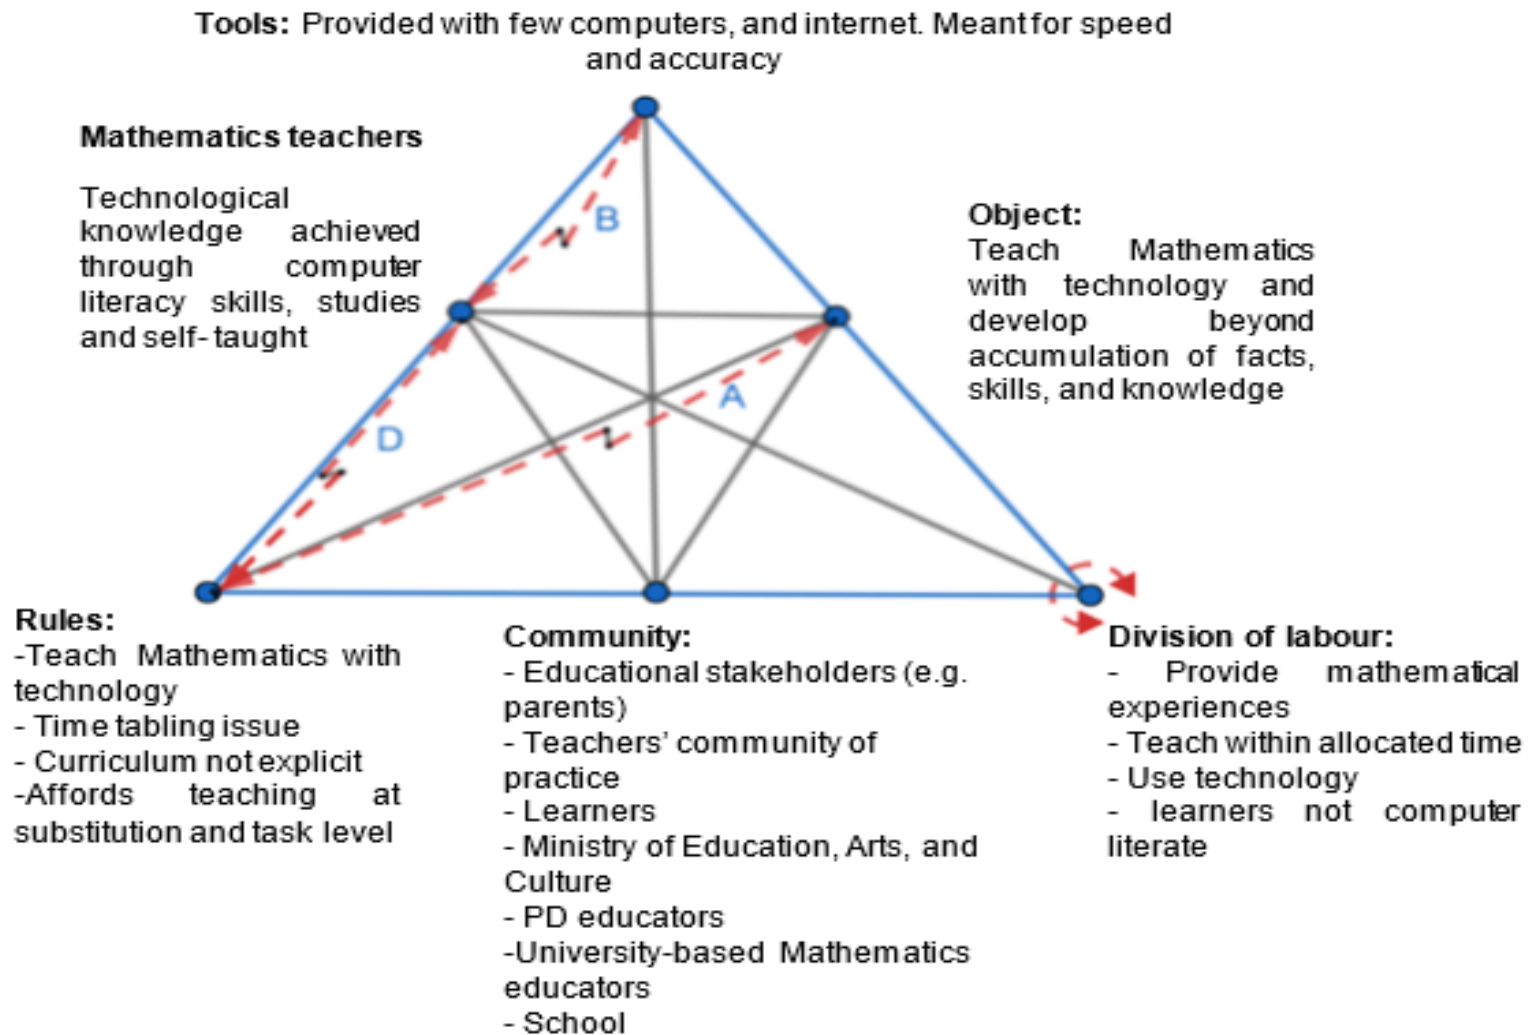 Tools: Provided with few computers, and internet. Meant for speed
and accuracy
Mathematics teachers
Technological
knowledge achieved
through computer
literacy skills, studies
and self- taught
B
Object:
Teach Mathematics
with technology and
develop beyond
accumulation of facts,
skills, and knowledge
A
D
Rules:
-Teach Mathematics with
technology
- Time tabling issue
- Curriculum not explicit
-Affords teaching at
substitution and task level
Community:
- Educational stakeholders (e.g.
parents)
- Teachers’ community of
practice
- Learners
- Ministry of Education, Arts, and
Culture
- PD educators
-University-based Mathematics
educators
- School
Division of labour:
- Provide mathematical
experiences
- Teach within allocated time
- Use technology
- learners not computer
literate